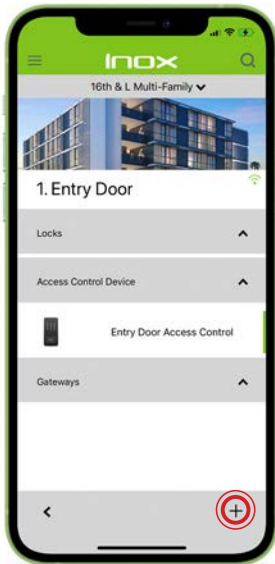 INOX
16th & L Multi-Family
1. Entry Door
Locks
Access Control Device
Entry Door Access Control
Gateways